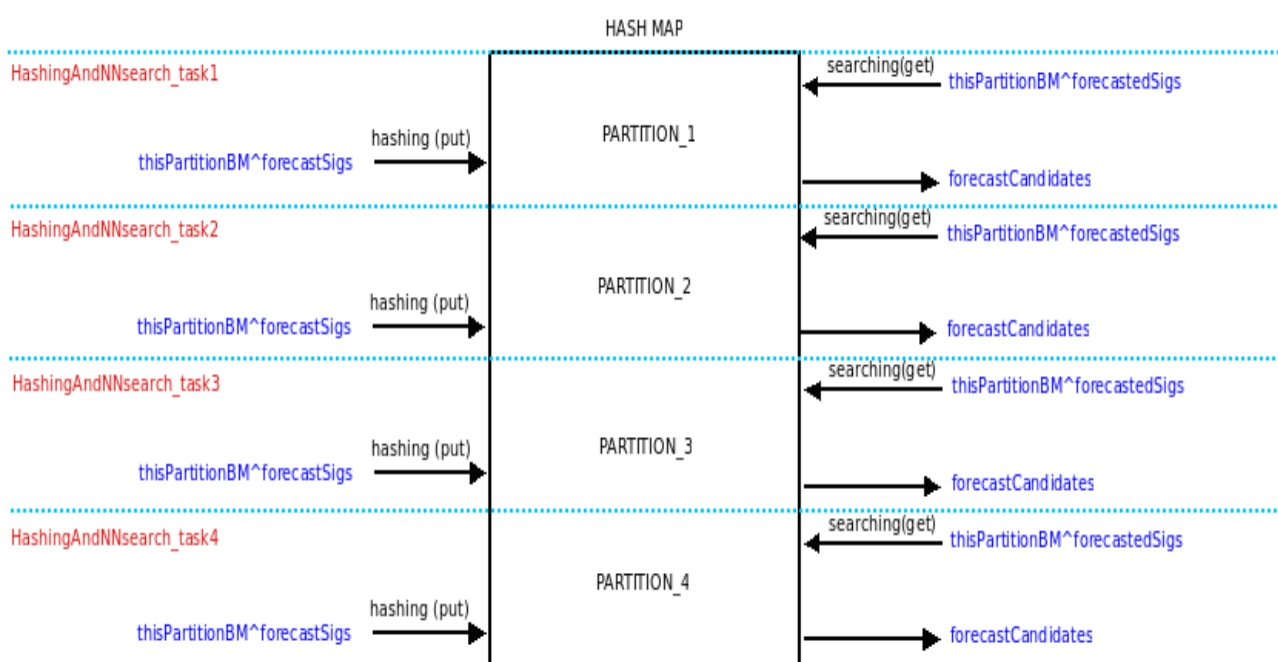 HASH MAP
HashingAndNNsearch_task1
searching(get)
thisPartitionBM^forecastedSigs
hashing (put)
PARTITION_1
thisPartitionBM^forecastSigs
forecastCandidates
HashingAndNNsearch_task2
searching(get)
thisPartitionBM^forecastedSigs
hashing (put)
PARTITION_2
thisPartitionBM^forecastSigs
forecastCandidates
HashingAndNNsearch_task3
searching(get)
thisPartitionBM^forecastedSigs
hashing (put)
PARTITION_3
thisPartitionBM^forecastSigs
forecastCandidates
HashingAndNNsearch_task4
searching(get)
thisPartitionBM^forecastedSigs
hashing (put)
PARTITION_4
thisPartitionBM^forecastSigs
forecastCandidates